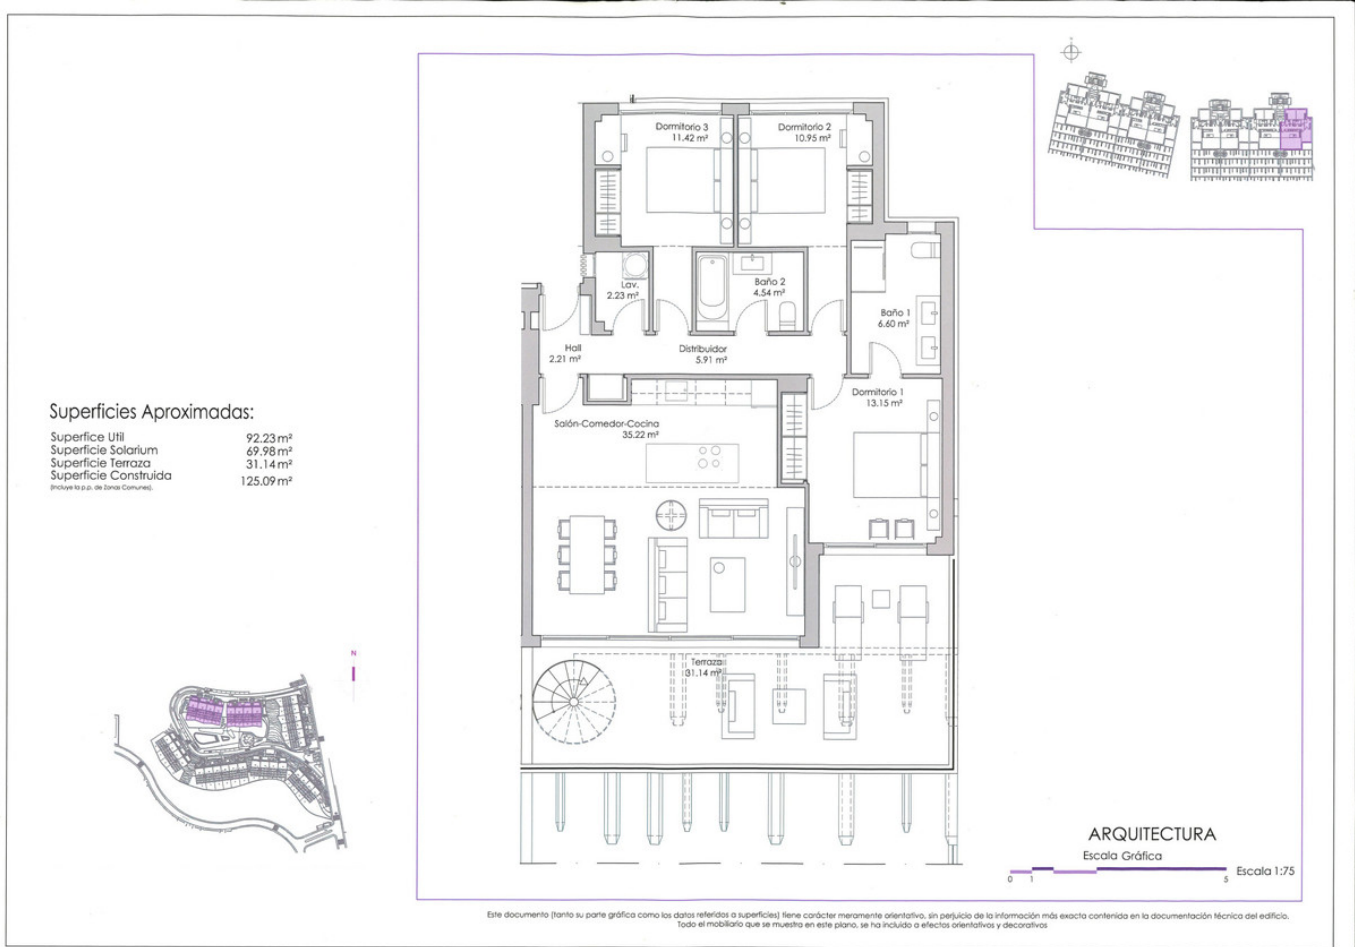 Dormitorio 3
11.42 m²
Dormitorio 2
10.95 m²
Lav.
2.23 m²
Baño 2
4.54 m²
Baño 1
6.60 m²
Hall
2.21 m²
Distribuidor
5.91 m²
Dormitorio 1
13.15 m²
Salón-Comedor-Cocina
35.22 m²
Superficies Aproximadas:
Superfice Util 92.23 m²
Superficie Solarium 69.98 m²
Superficie Terraza 31.14 m²
Superficie Construida 125.09 m²
(Incluye la p.p. de Zonas Comunes).
N
Terraza
31.14 m²
ARQUITECTURA
Escala Gráfica
0 1 5
Escala 1:75
Este documento (tanto su parte gráfica como los datos referidos a superficies) tiene carácter meramente orientativo, sin perjuicio de la información más exacta contenida en la documentación técnica del edificio.
Todo el mobiliario que se muestra en este plano, se ha incluido a efectos orientativos y decorativos